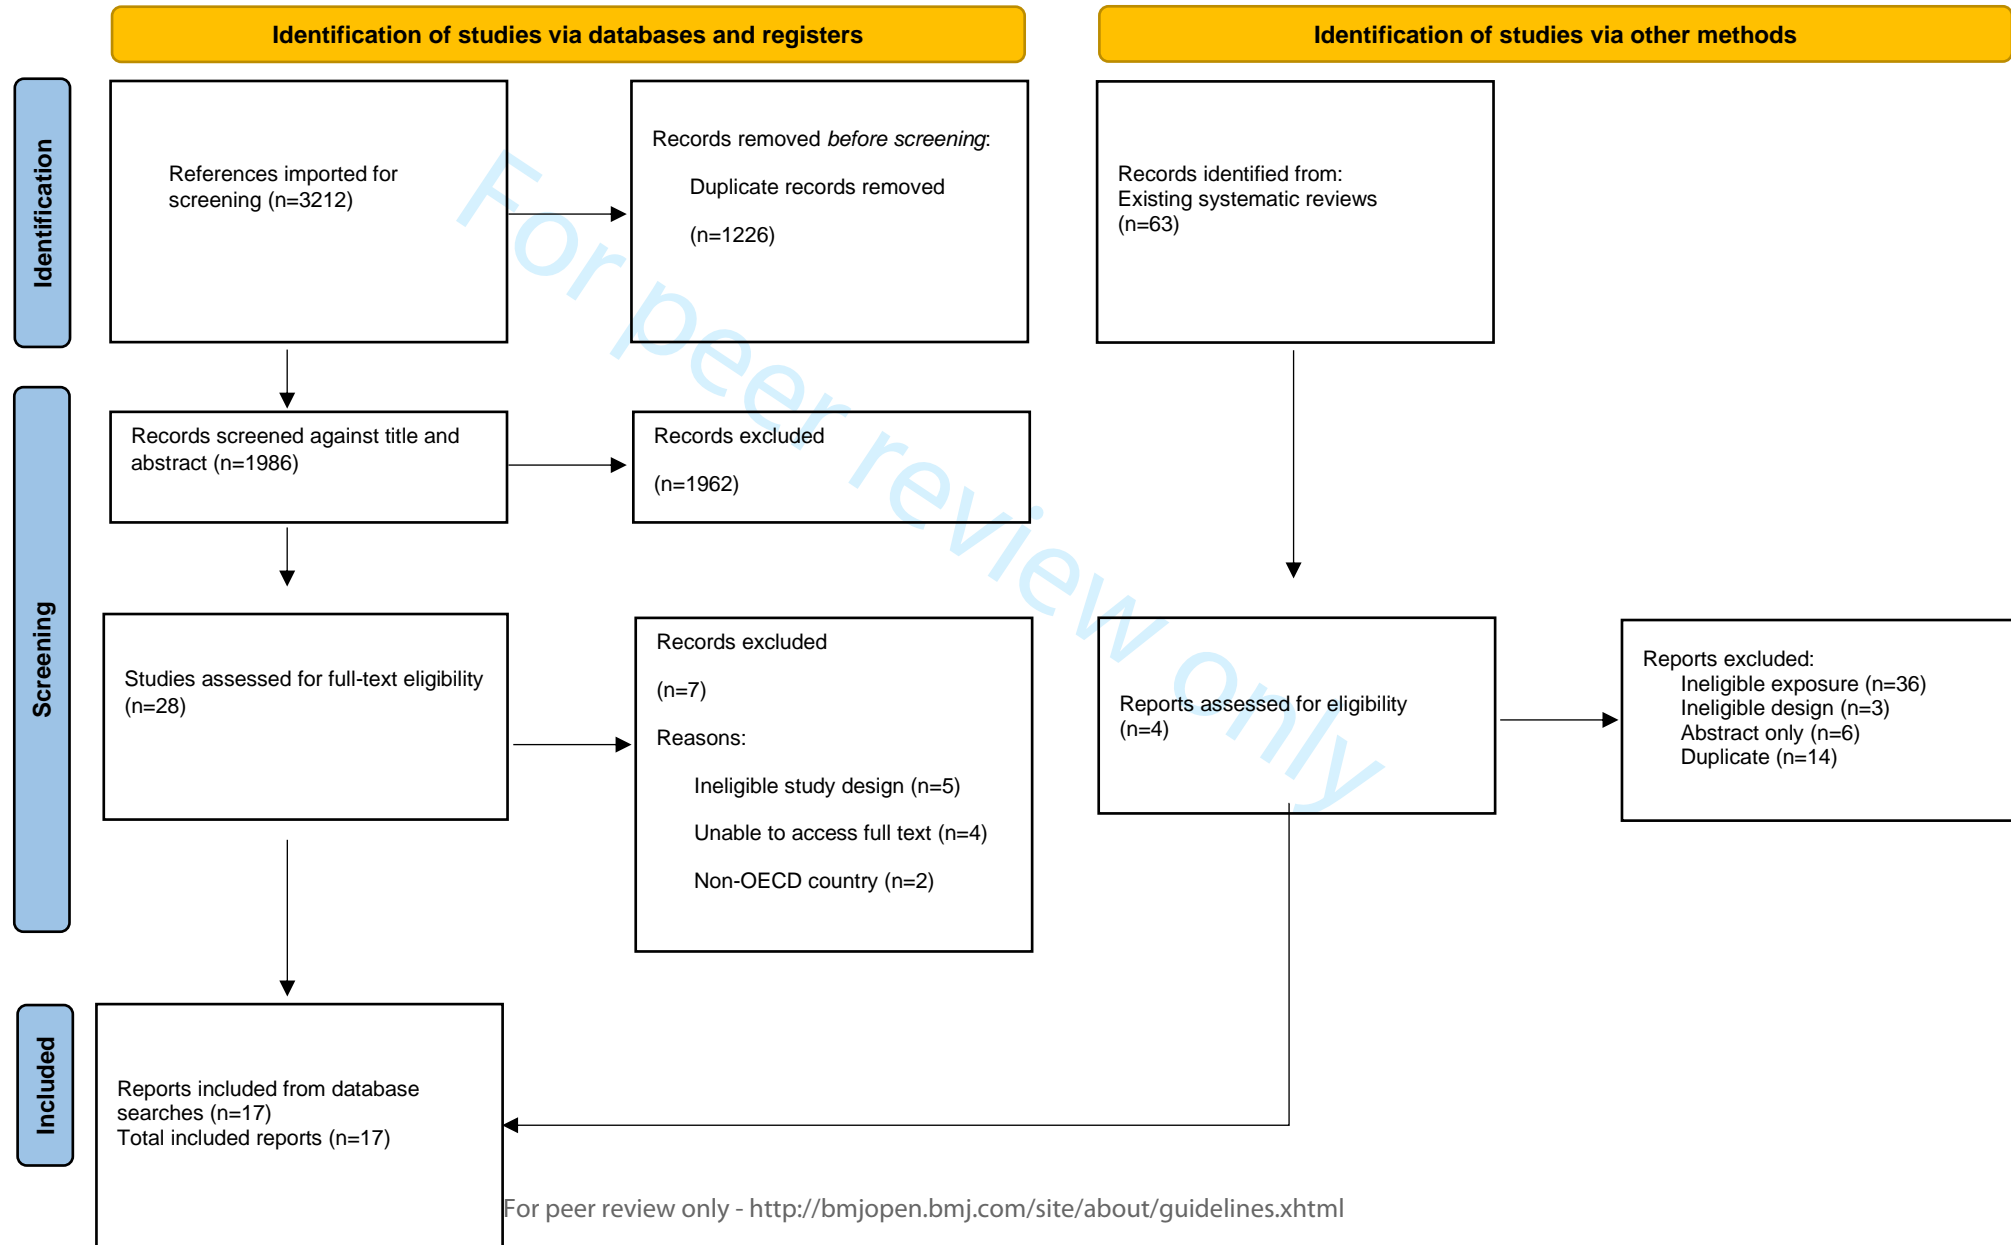 Identification of studies via databases and registers
Identification of studies via other methods
Identification
References imported for
screening (n=3212)
Records removed before screening:
Duplicate records removed
(n=1226)
Records identified from:
Existing systematic reviews
(n=63)
Screening
Records screened against title and
abstract (n=1986)
Records excluded
(n=1962)
Studies assessed for full-text eligibility
(n=28)
Records excluded
(n=7)
Reasons:
Ineligible study design (n=5)
Unable to access full text (n=4)
Non-OECD country (n=2)
Reports assessed for eligibility
(n=4)
Reports excluded:
Ineligible exposure (n=36)
Ineligible design (n=3)
Abstract only (n=6)
Duplicate (n=14)
Included
Reports included from database
searches (n=17)
Total included reports (n=17)
For peer review only
For peer review only - http://bmjopen.bmj.com/site/about/guidelines.xhtml